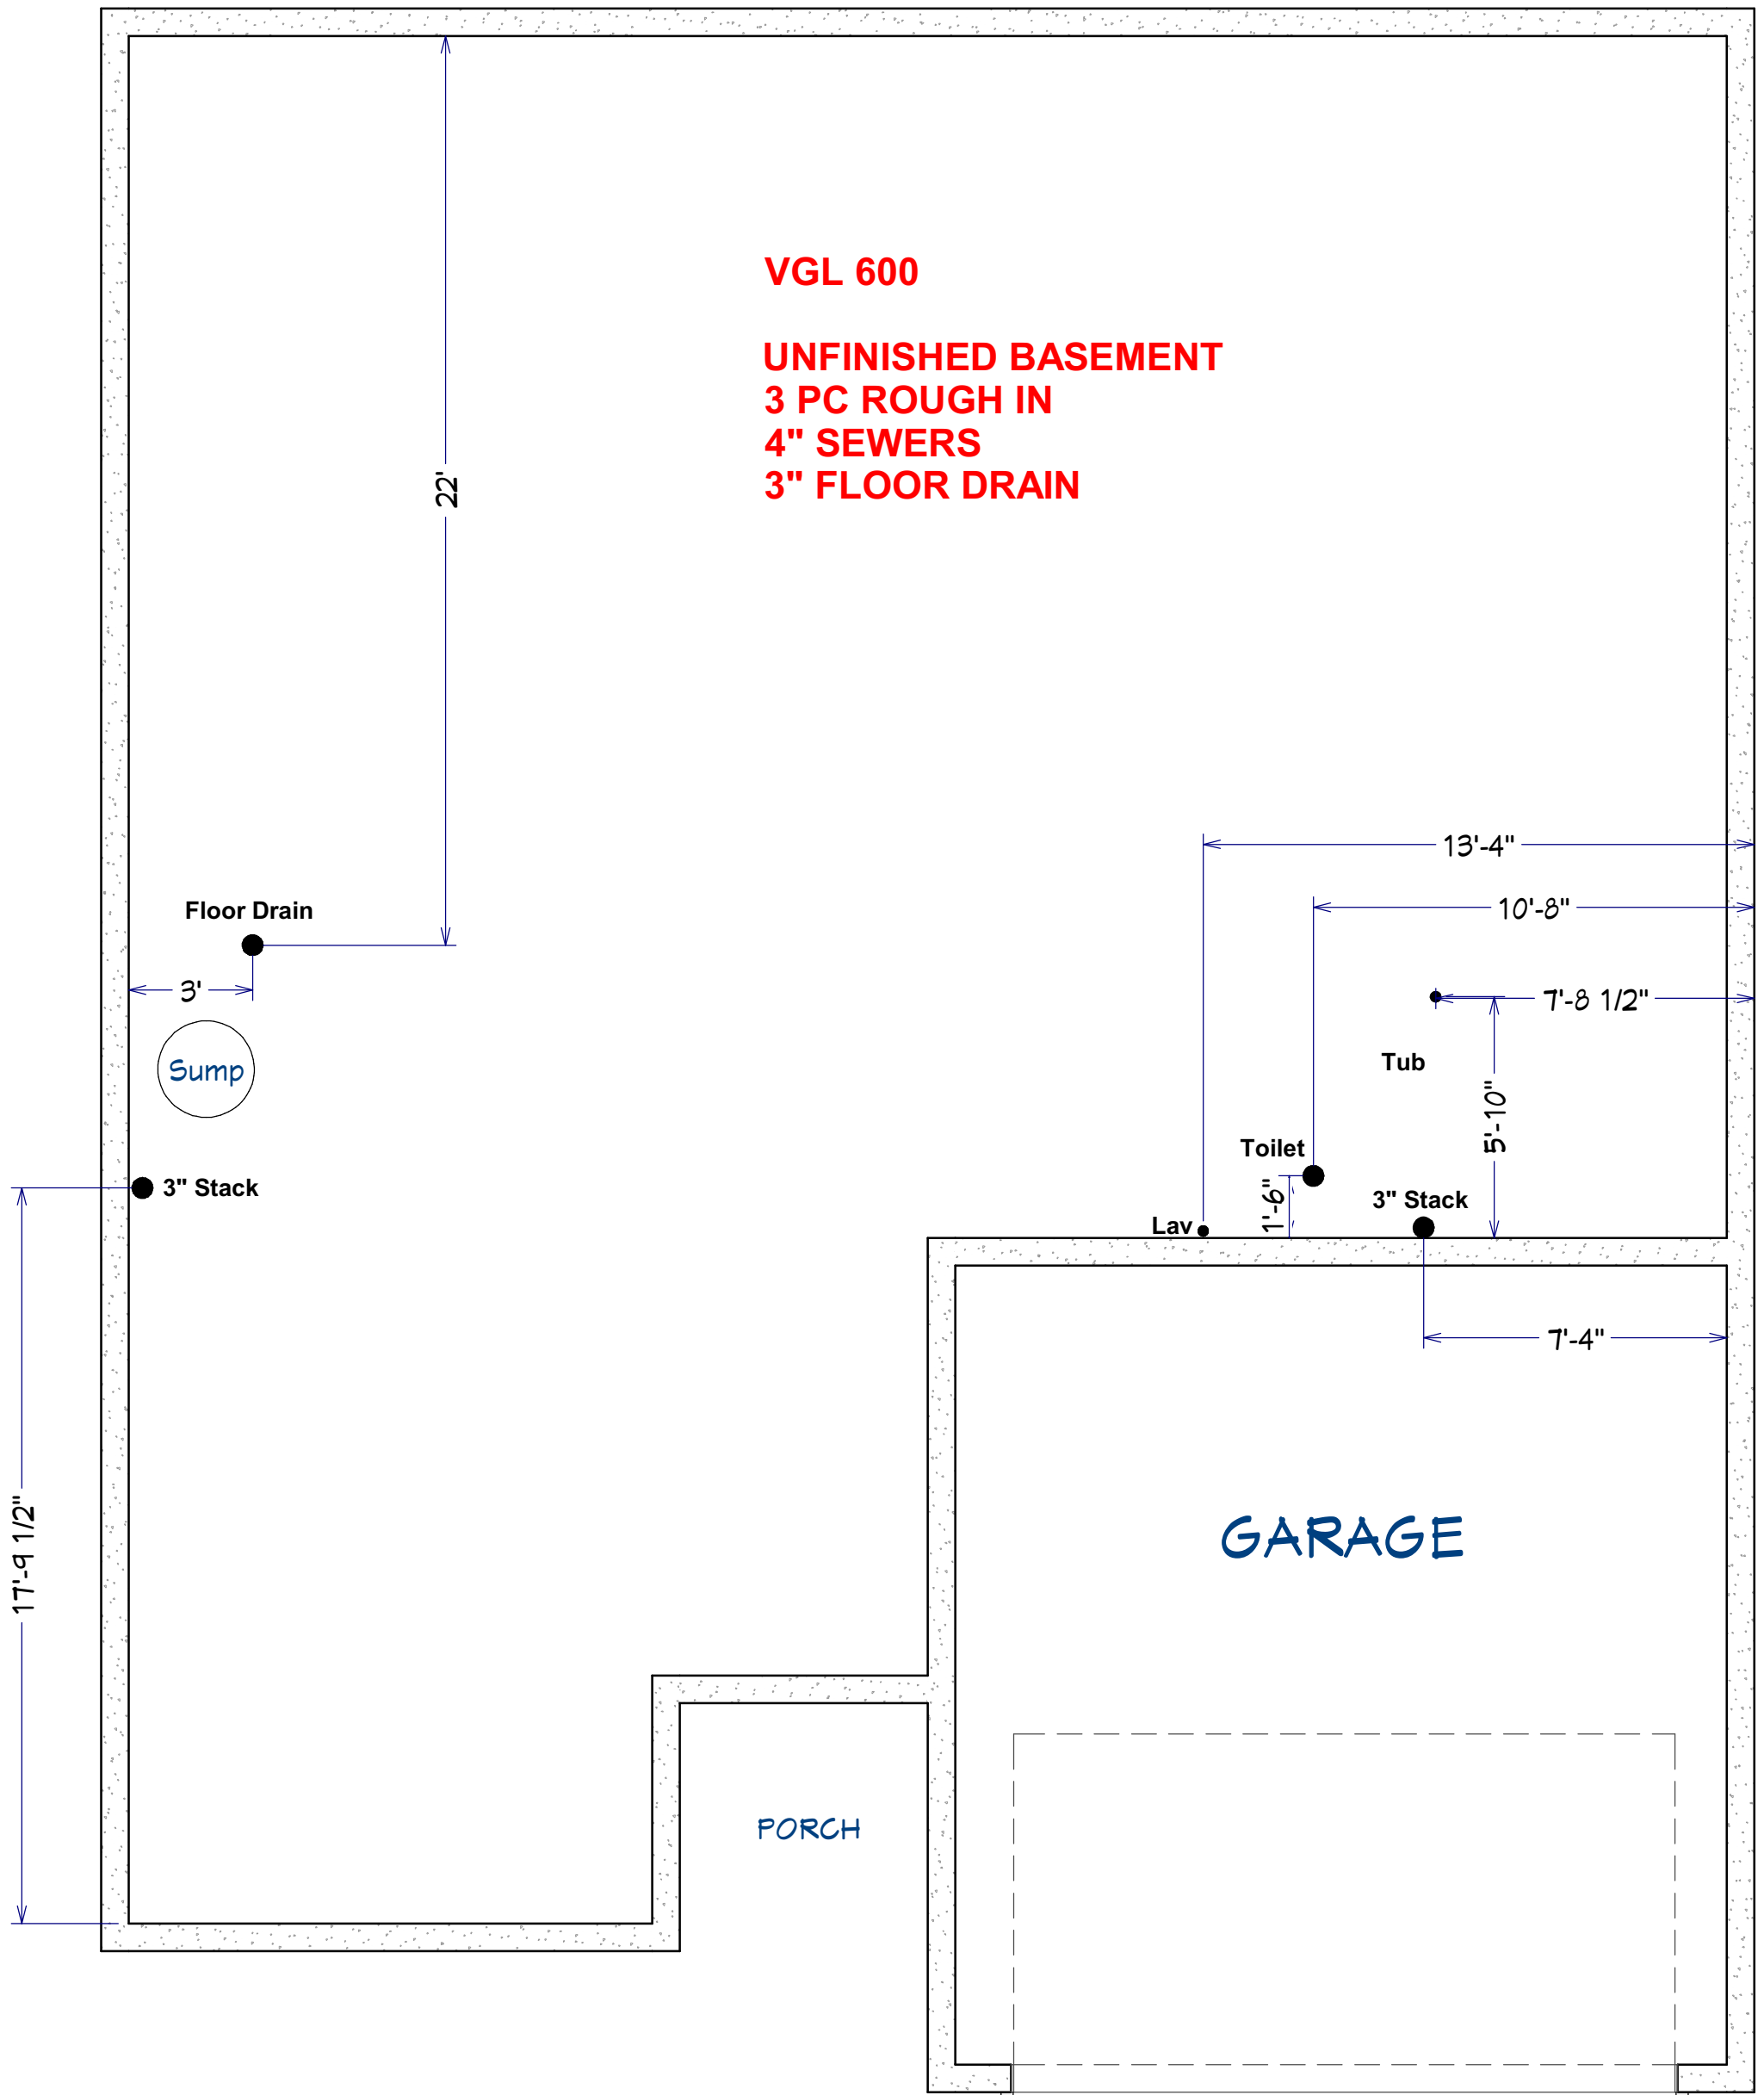 VGL 600
UNFINISHED BASEMENT
3 PC ROUGH IN
4" SEWERS
3" FLOOR DRAIN
22'
13'-4"
10'-8"
Floor Drain
3'
7'-8 1/2"
Sump
Tub
5'-10"
Toilet
3" Stack
1'-6"
3" Stack
Lav
7'-4"
GARAGE
17'-9 1/2"
PORCH